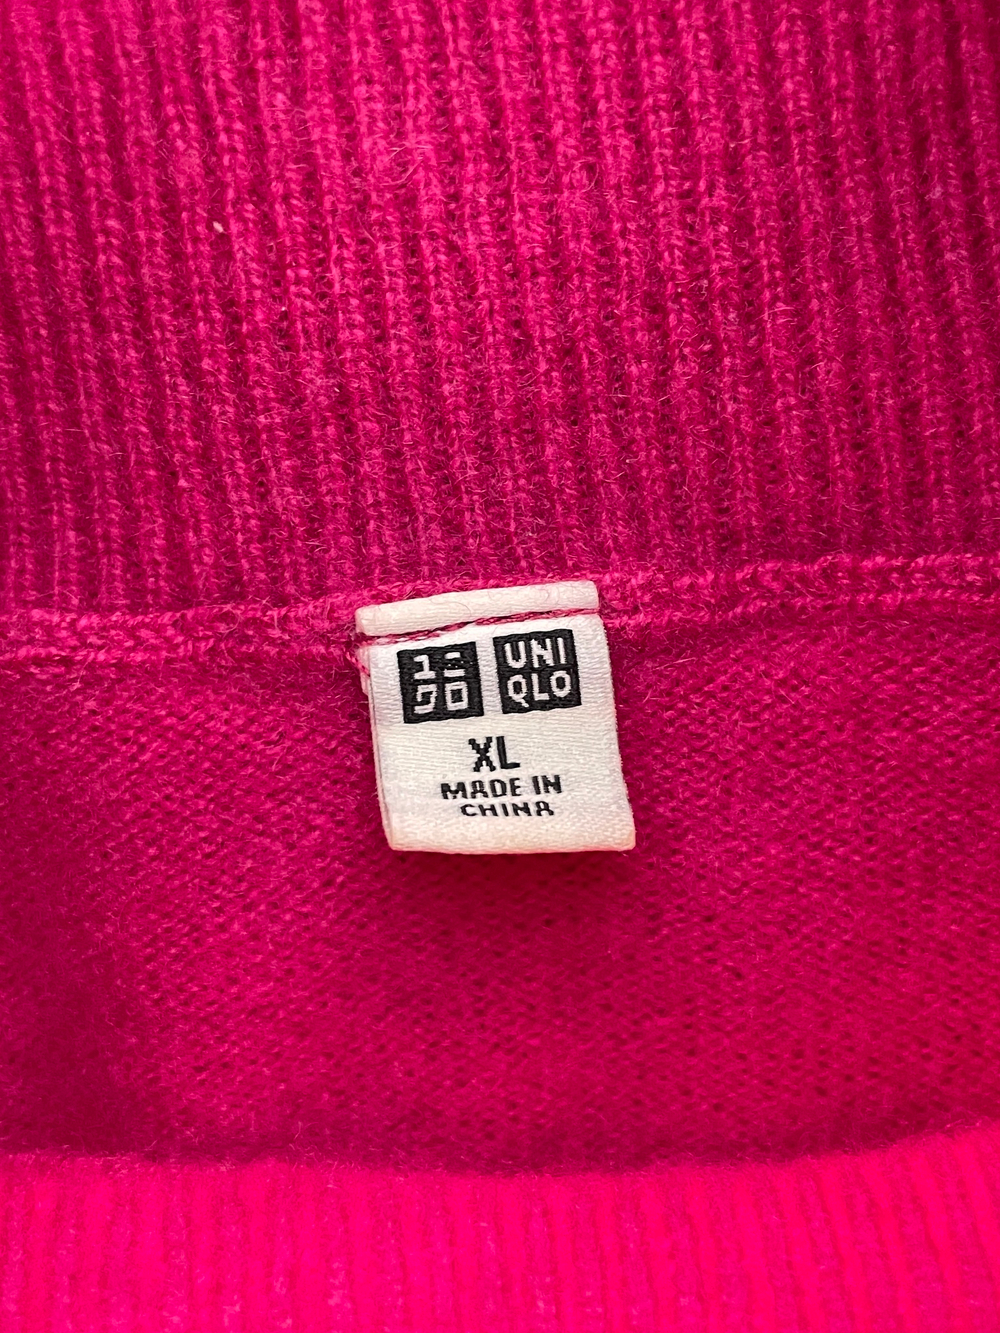 ユニ UNI
クロ QLO
XL
MADE IN
CHINA